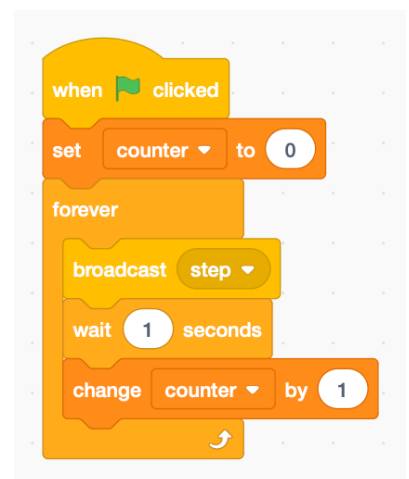 when clicked
set counter to 0
forever
broadcast step
wait 1 seconds
change counter by 1